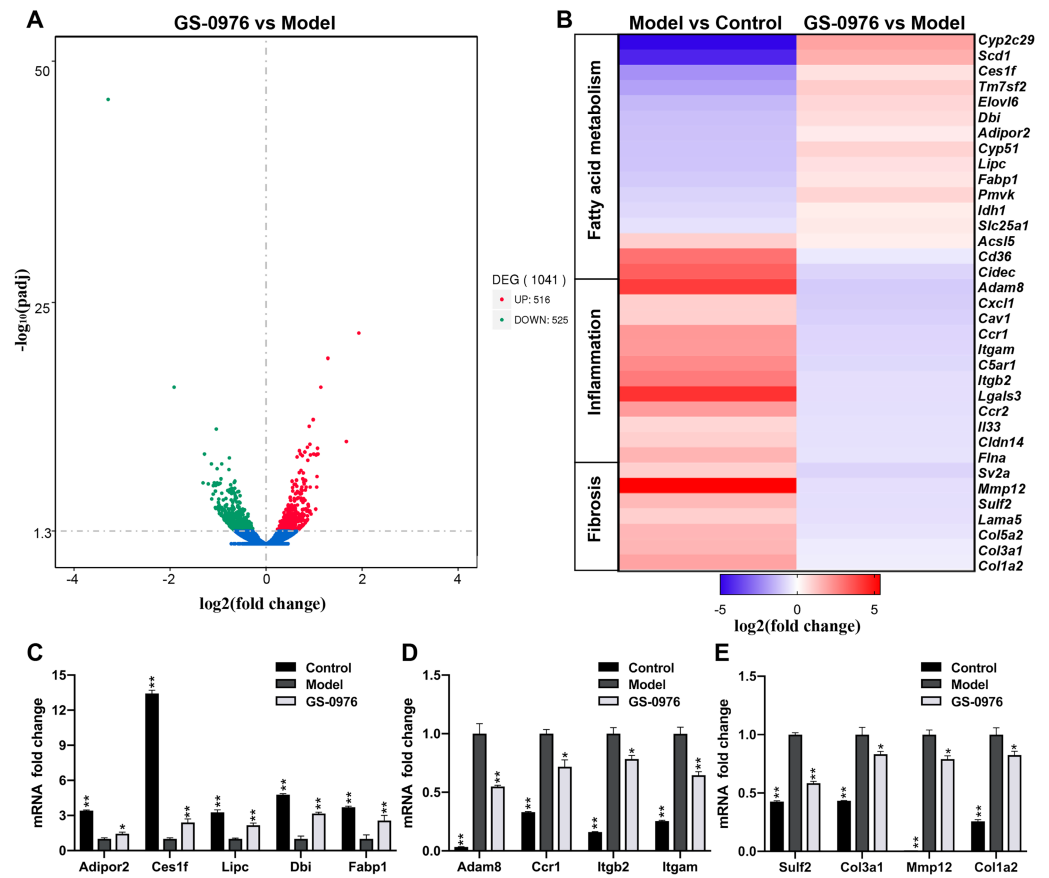 A
GS-0976 vs Model
50
25
1.3
-log10(padj)
-4
-2
0
2
4
log2(fold change)
DEG ( 1041 )
UP: 516
DOWN: 525
B
Model vs Control
GS-0976 vs Model
Fatty acid metabolism
Inflammation
Fibrosis
Cyp2c29
Scd1
Ces1f
Tm7sf2
Elovl6
Dbi
Adipor2
Cyp51
Lipc
Fabp1
Pmvk
Idh1
Slc25a1
Acsl5
Cd36
Cidec
Adam8
Cxcl1
Cav1
Ccr1
Itgam
C5ar1
Itgb2
Lgals3
Ccr2
Il33
Cldn14
Flna
Sv2a
Mmp12
Sulf2
Lama5
Col5a2
Col3a1
Col1a2
-5
0
5
log2(fold change)
C
mRNA fold change
15
12
9
6
3
0
Control
Model
GS-0976
**
*
**
**
**
**
**
**
**
**
Adipor2
Ces1f
Lipc
Dbi
Fabp1
D
mRNA fold change
1.5
1.0
0.5
0.0
Control
Model
GS-0976
**
**
**
*
**
*
**
**
Adam8
Ccr1
Itgb2
Itgam
E
mRNA fold change
1.5
1.0
0.5
0.0
Control
Model
GS-0976
**
**
**
*
**
*
**
*
Sulf2
Col3a1
Mmp12
Col1a2